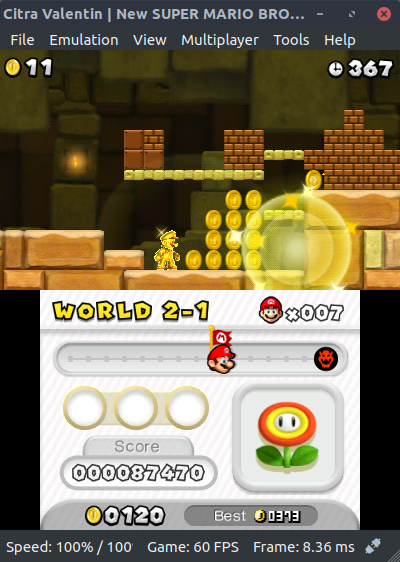 Citra Valentin | New SUPER MARIO BRO...
File Emulation View Multiplayer Tools Help
11
367
WORLD 2-1
×007
M
Score
000087470
0120
Best 0373
Speed: 100% / 100
Game: 60 FPS
Frame: 8.36 ms